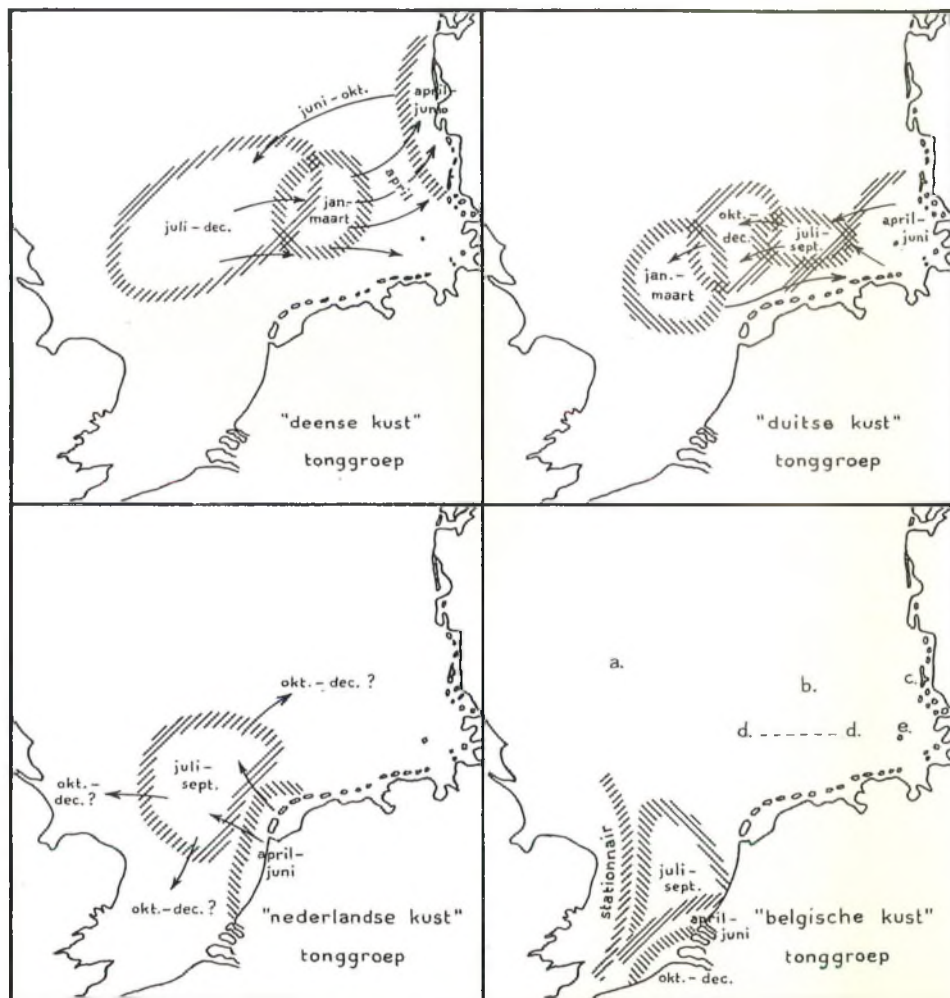 april-
juni
juni-okt.
april
jan.-
maart
juli-dec.
"deense kust"
tonggroep
okt.-
dec.
juli-
sept.
april-
juni
jan.-
maart
"duitse kust"
tonggroep
okt.-dec. ?
juli-
sept.
okt.-
dec.?
april-
juni
okt.-dec. ?
"nederlandse kust"
tonggroep
a.
b.
c.
d. ---------- d.
e.
stationnair
juli-
sept.
april-
juni
"belgische kust"
tonggroep
okt.-dec.